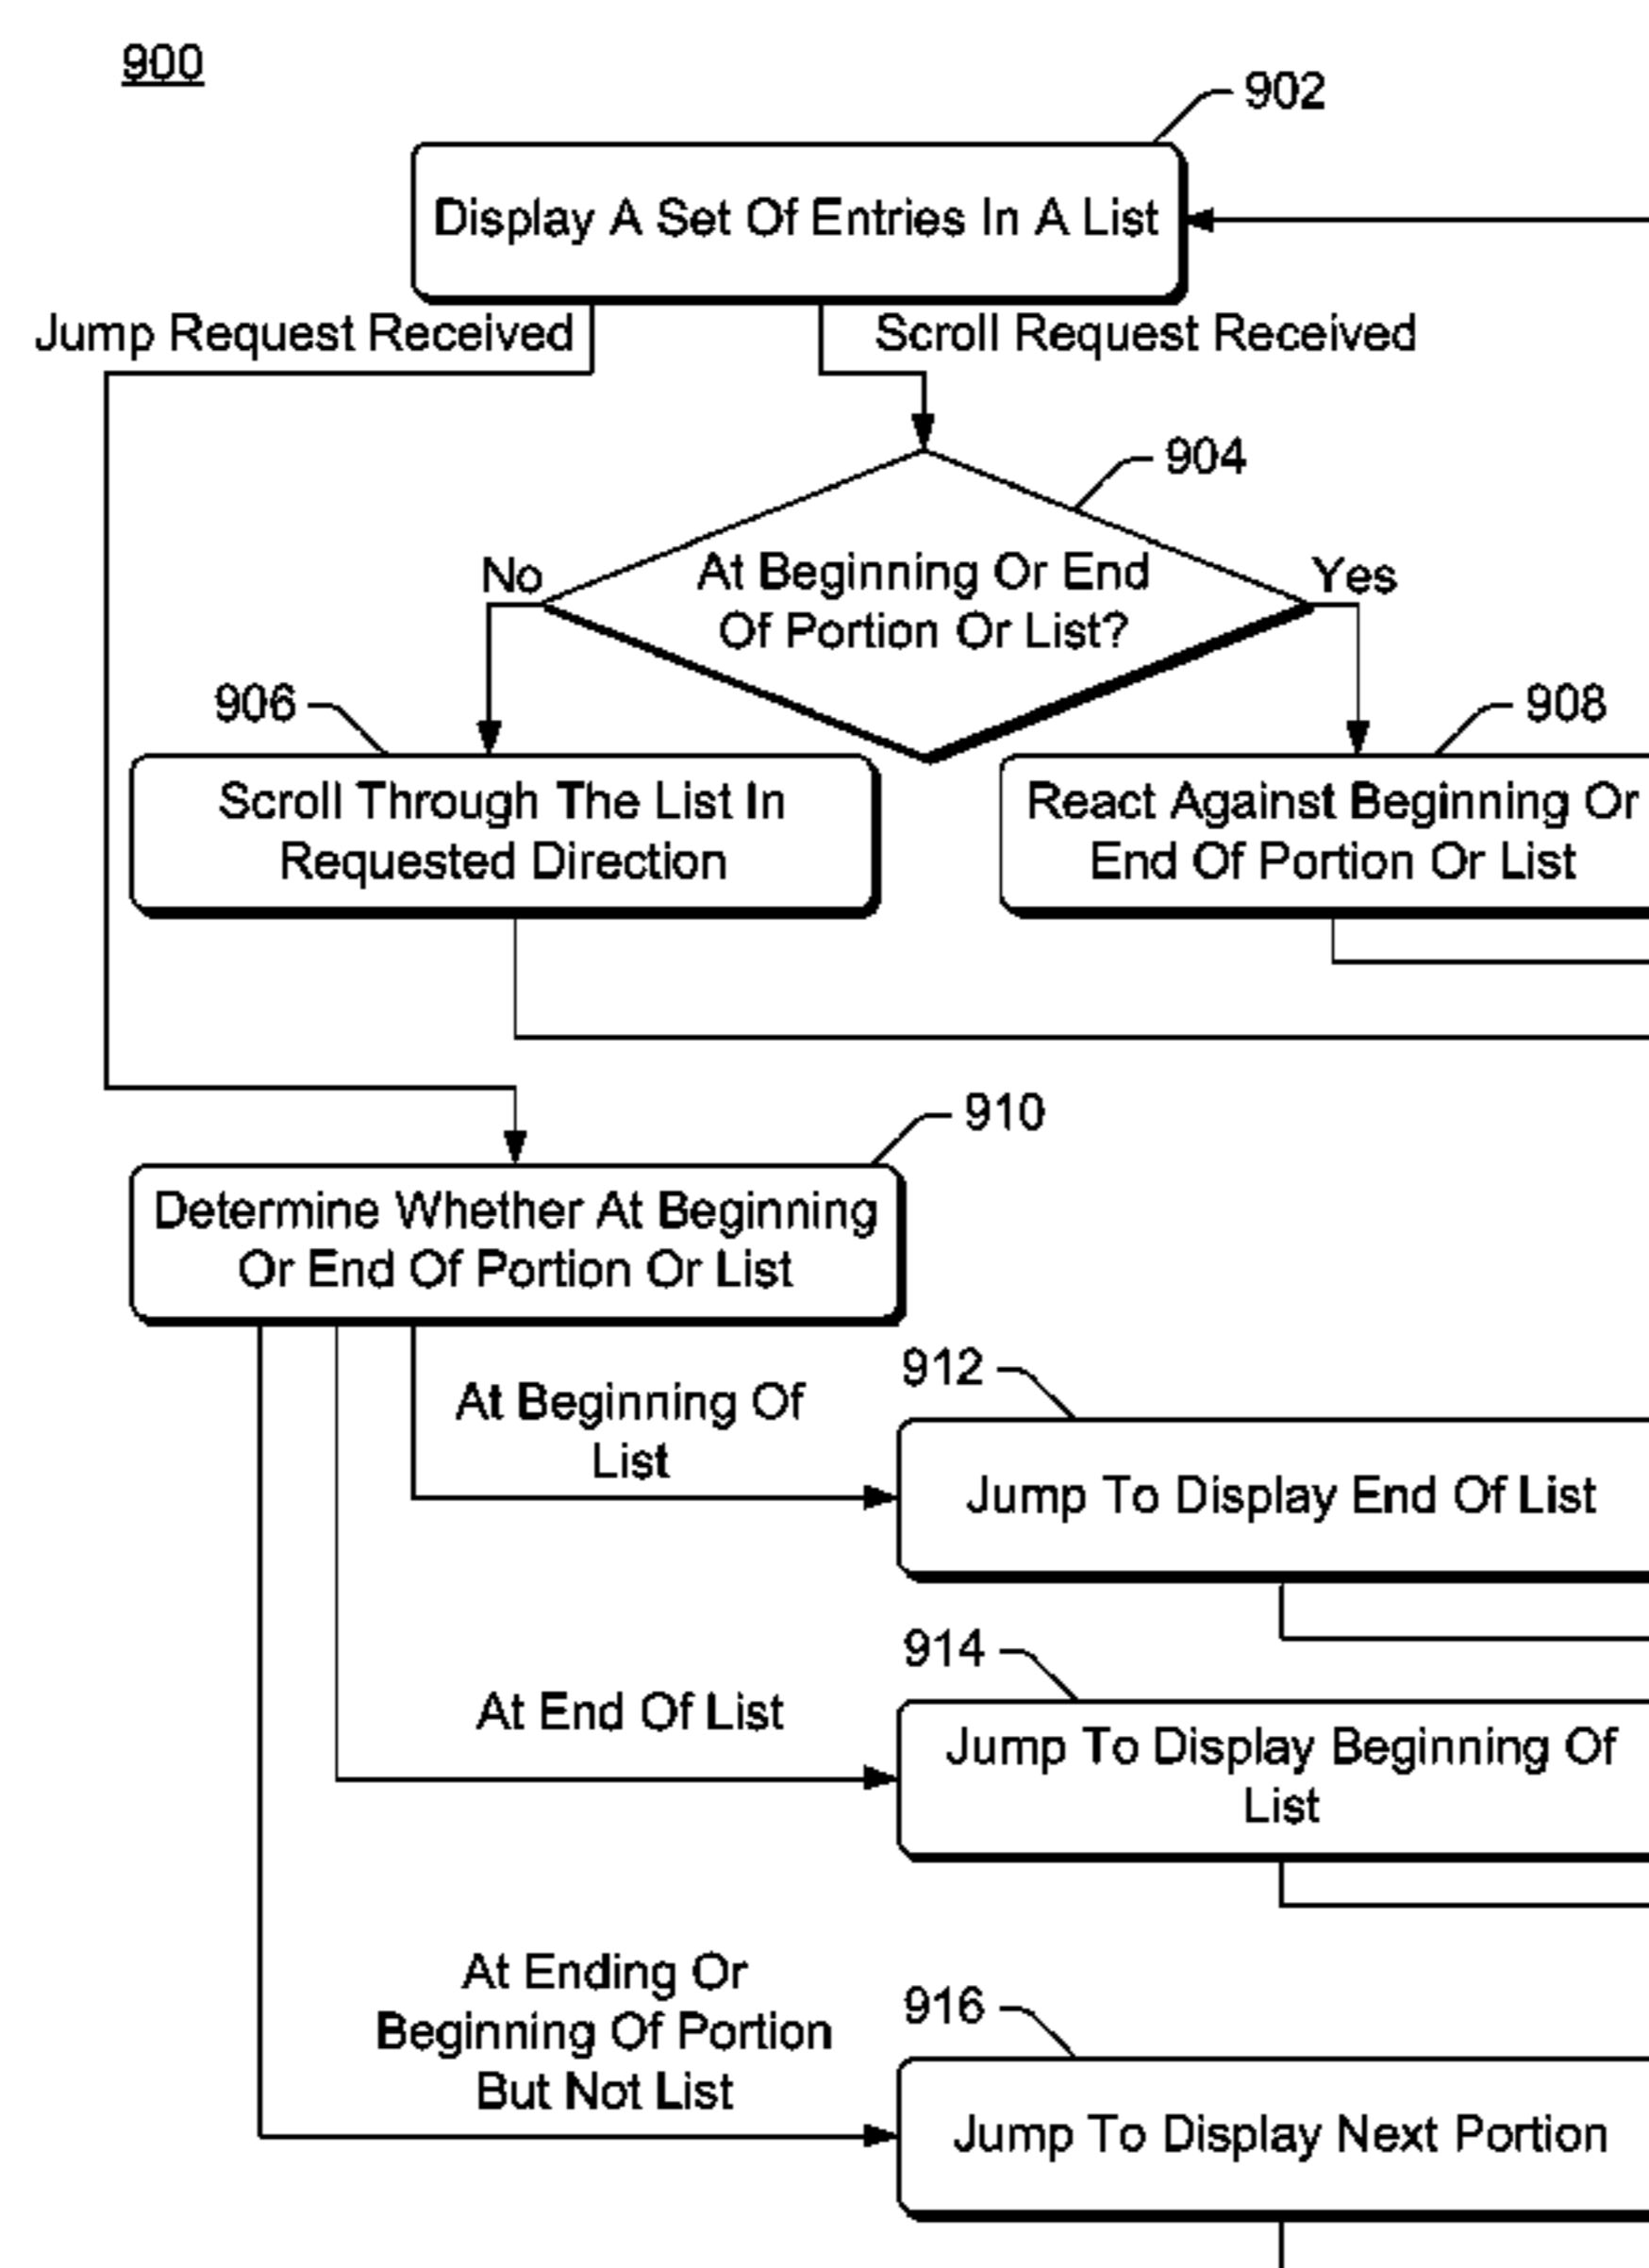 900
902
Display A Set Of Entries In A List
Jump Request Received
Scroll Request Received
904
No
At Beginning Or End
Of Portion Or List?
Yes
906
Scroll Through The List In
Requested Direction
908
React Against Beginning Or
End Of Portion Or List
910
Determine Whether At Beginning
Or End Of Portion Or List
At Beginning Of
List
912
Jump To Display End Of List
At End Of List
914
Jump To Display Beginning Of
List
At Ending Or
Beginning Of Portion
But Not List
916
Jump To Display Next Portion